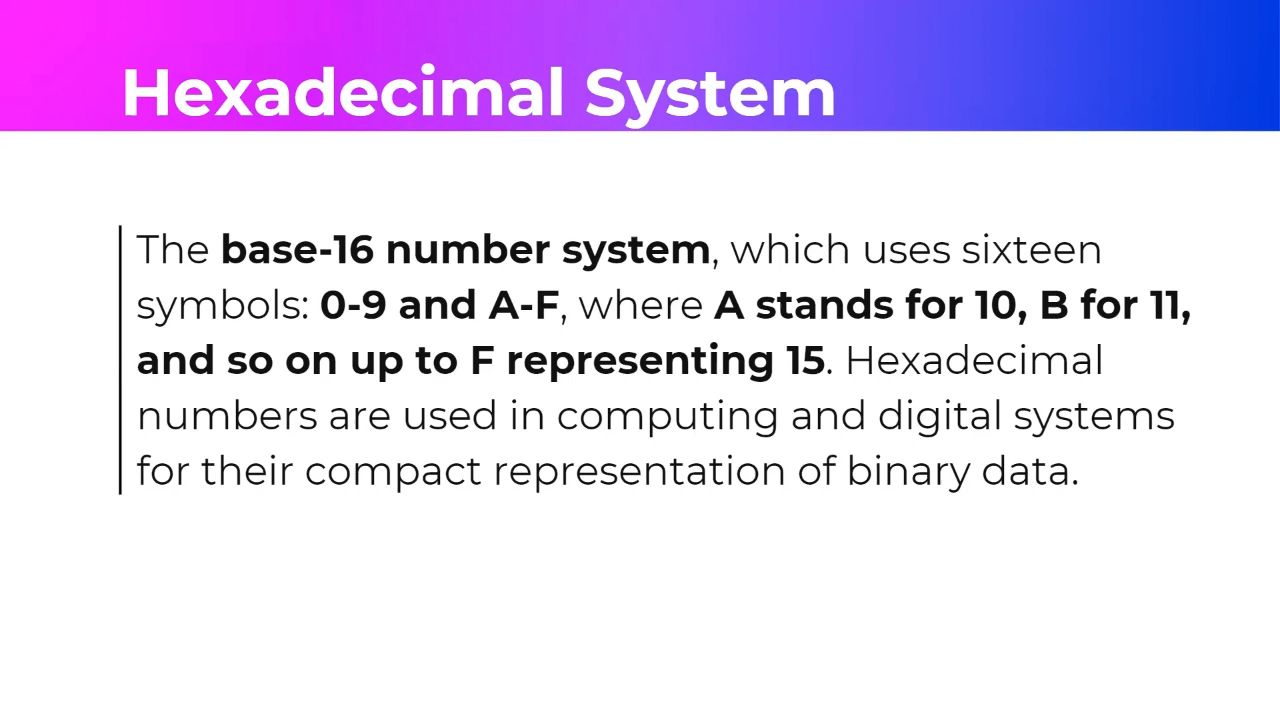 Hexadecimal System
The base-16 number system, which uses sixteen
symbols: 0-9 and A-F, where A stands for 10, B for 11,
and so on up to F representing 15. Hexadecimal
numbers are used in computing and digital systems
for their compact representation of binary data.